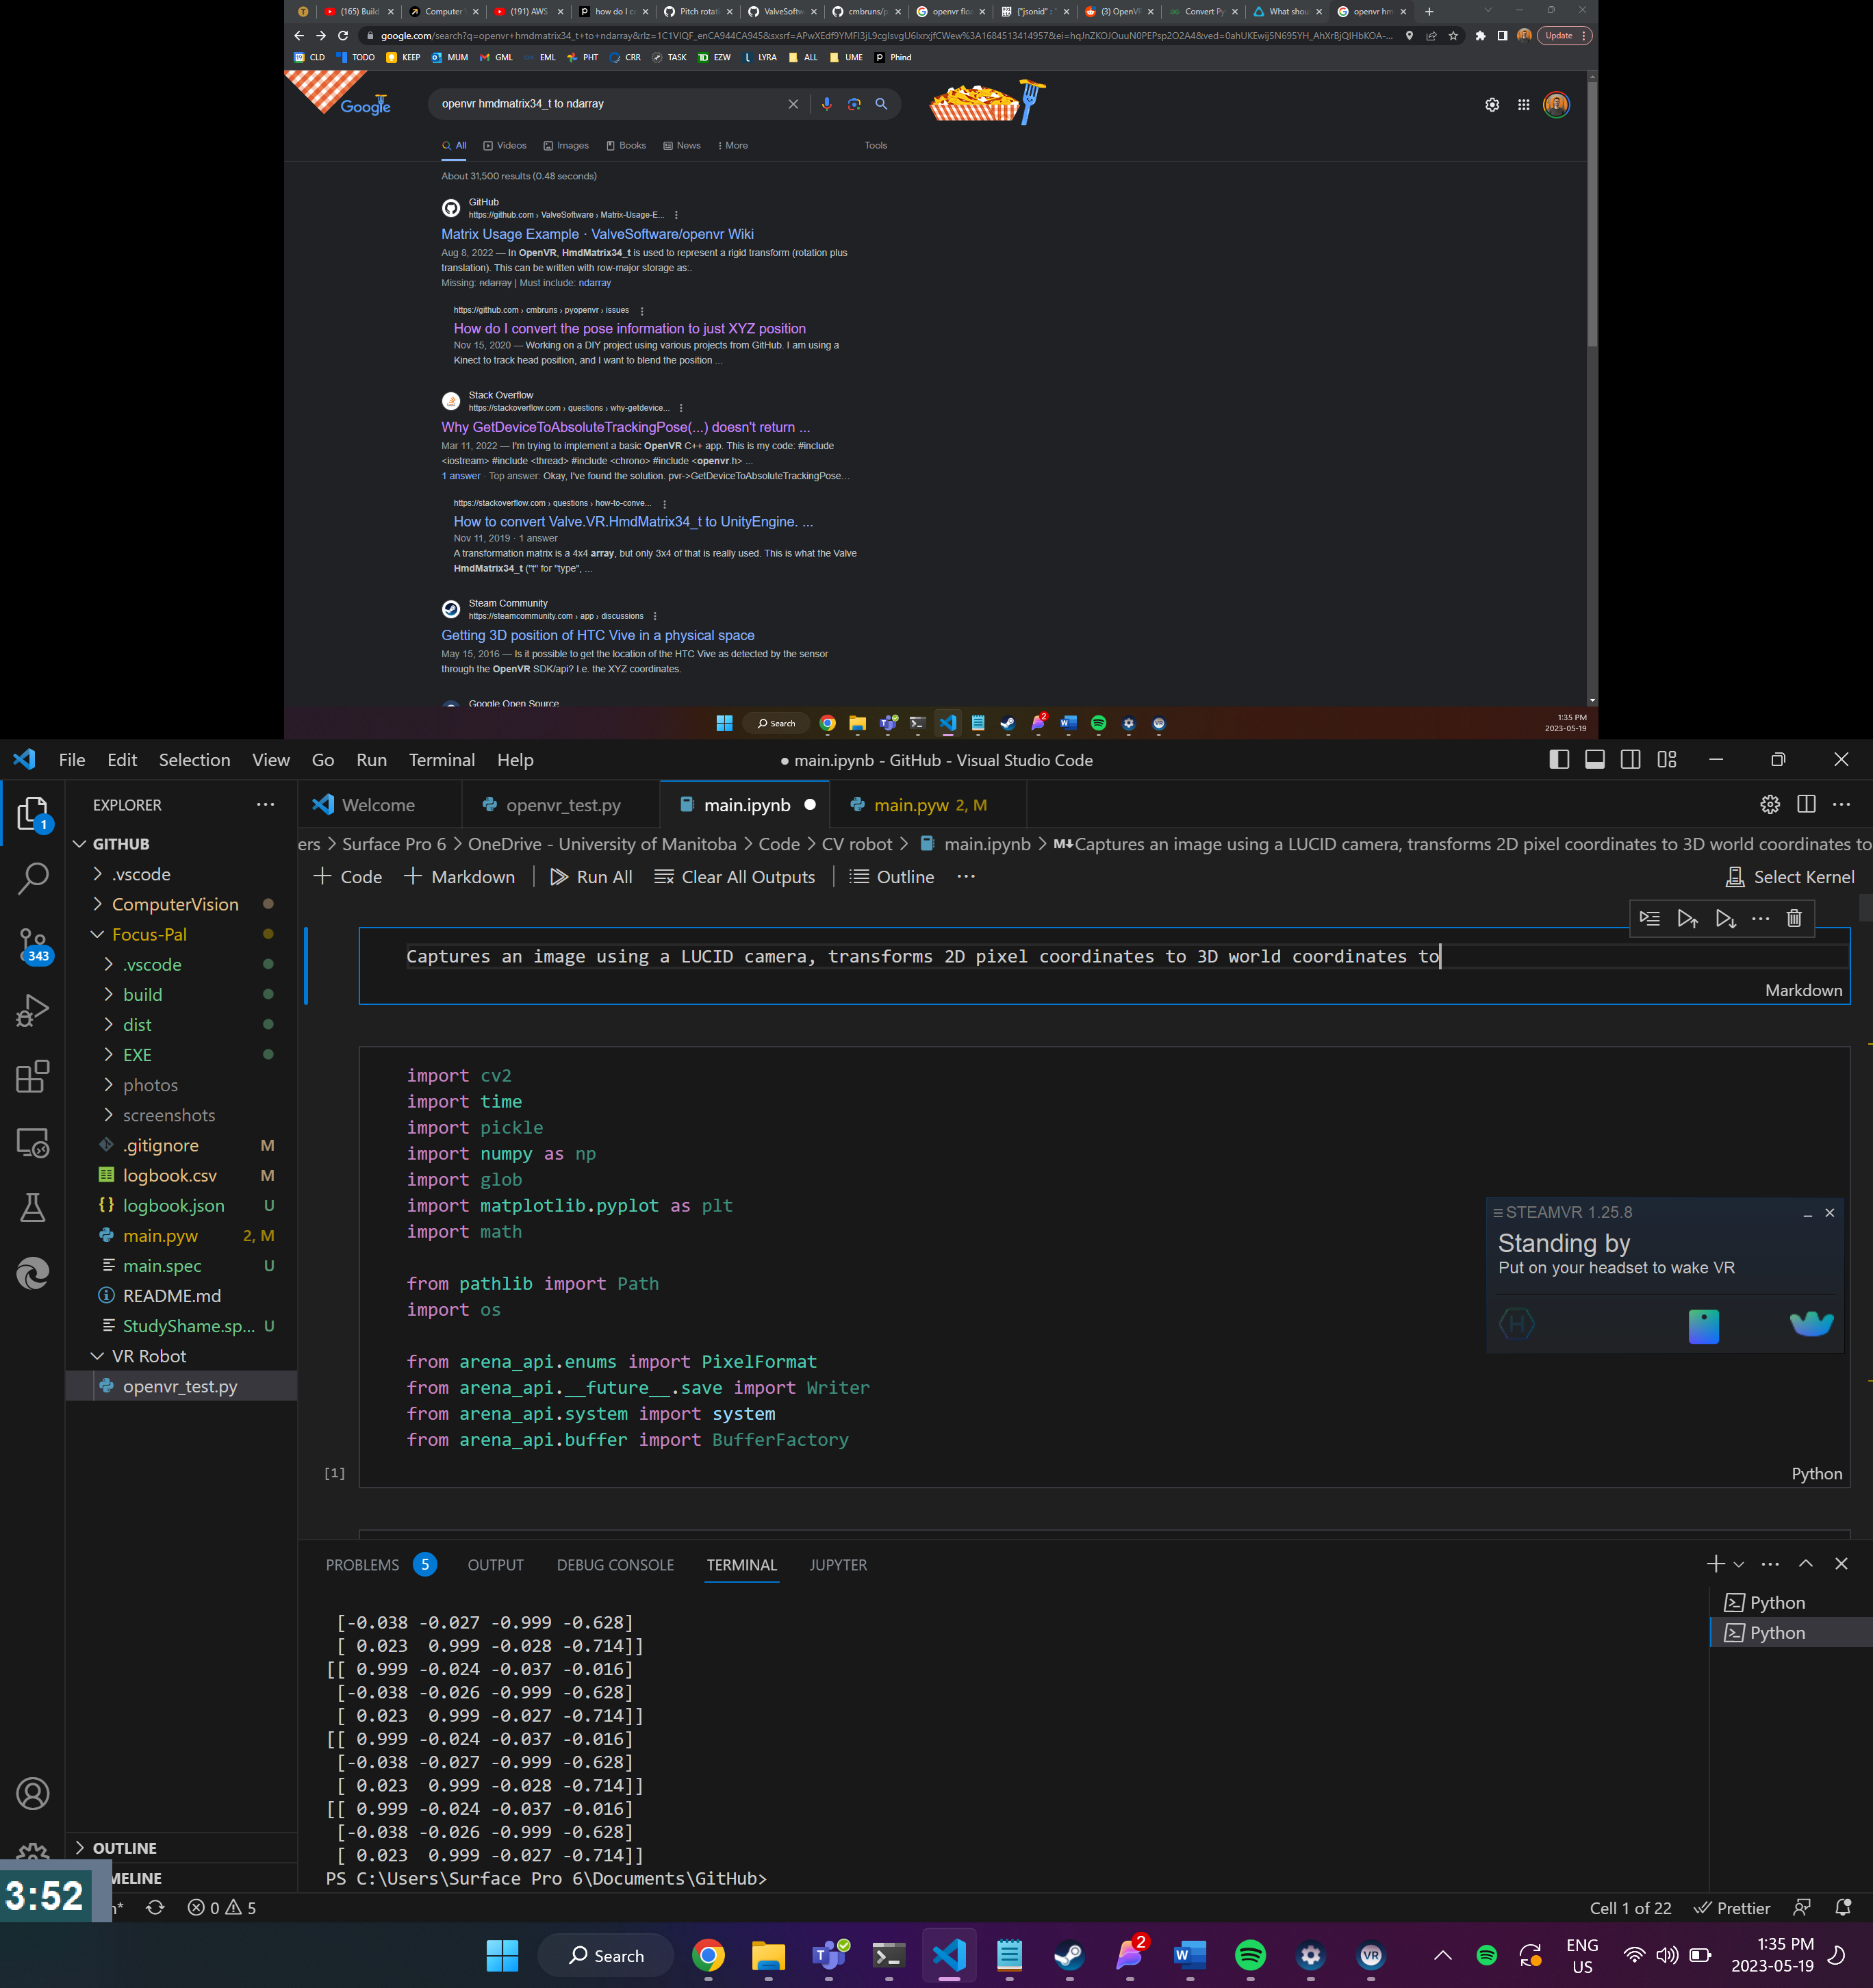 (165) Build
Computer
(191) AWS
how do I c
Pitch rotat
ValveSoftw
cmbruns/p
openvr floa
{"jsonid" : "
(3) OpenV
Convert Py
What shou
openvr hm
google.com/search?q=openvr+hmdmatrix34_t+to+ndarray
Update
CLD TODO KEEP MUM GML EML PHT CRR TASK EZW LYRA ALL UME Phind
Google
openvr hmdmatrix34_t to ndarray
All Videos Images Books News More Tools
About 31,500 results (0.48 seconds)
GitHub
https://github.com › ValveSoftware › Matrix-Usage-E...
Matrix Usage Example · ValveSoftware/openvr Wiki
Aug 8, 2022 — In OpenVR, HmdMatrix34_t is used to represent a rigid transform (rotation plus
translation). This can be written with row-major storage as:.
Missing: ndarray | Must include: ndarray
https://github.com › cmbruns › pyopenvr › issues
How do I convert the pose information to just XYZ position
Nov 15, 2020 — Working on a DIY project using various projects from GitHub. I am using a
Kinect to track head position, and I want to blend the position ...
Stack Overflow
https://stackoverflow.com › questions › why-getdevice...
Why GetDeviceToAbsoluteTrackingPose(...) doesn't return ...
Mar 11, 2022 — I'm trying to implement a basic OpenVR C++ app. This is my code: #include
<iostream> #include <thread> #include <chrono> #include <openvr.h> ...
1 answer · Top answer: Okay, I've found the solution. pvr->GetDeviceToAbsoluteTrackingPose...
https://stackoverflow.com › questions › how-to-conve...
How to convert Valve.VR.HmdMatrix34_t to UnityEngine. ...
Nov 11, 2019 · 1 answer
A transformation matrix is a 4x4 array, but only 3x4 of that is really used. This is what the Valve
HmdMatrix34_t ("t" for "type", ...
Steam Community
https://steamcommunity.com › app › discussions
Getting 3D position of HTC Vive in a physical space
May 15, 2016 — Is it possible to get the location of the HTC Vive as detected by the sensor
through the OpenVR SDK/api? I.e. the XYZ coordinates.
Google Open Source
Search
2
1:35 PM
2023-05-19
File Edit Selection View Go Run Terminal Help
● main.ipynb - GitHub - Visual Studio Code
EXPLORER
Welcome
openvr_test.py
main.ipynb
main.pyw 2, M
ers > Surface Pro 6 > OneDrive - University of Manitoba > Code > CV robot > main.ipynb > M↓Captures an image using a LUCID camera, transforms 2D pixel coordinates to 3D world coordinates to
+ Code + Markdown Run All Clear All Outputs Outline ··· Select Kernel
1
343
GITHUB
.vscode
ComputerVision
Focus-Pal
.vscode
build
dist
EXE
photos
screenshots
.gitignore M
logbook.csv M
logbook.json U
main.pyw 2, M
main.spec U
README.md
StudyShame.sp... U
VR Robot
openvr_test.py
OUTLINE
MELINE
Captures an image using a LUCID camera, transforms 2D pixel coordinates to 3D world coordinates to
Markdown
import cv2
import time
import pickle
import numpy as np
import glob
import matplotlib.pyplot as plt
import math
from pathlib import Path
import os
from arena_api.enums import PixelFormat
from arena_api.__future__.save import Writer
from arena_api.system import system
from arena_api.buffer import BufferFactory
[1]
Python
STEAMVR 1.25.8
Standing by
Put on your headset to wake VR
PROBLEMS 5 OUTPUT DEBUG CONSOLE TERMINAL JUPYTER
[-0.038 -0.027 -0.999 -0.628]
[ 0.023 0.999 -0.028 -0.714]]
[[ 0.999 -0.024 -0.037 -0.016]
[-0.038 -0.026 -0.999 -0.628]
[ 0.023 0.999 -0.027 -0.714]]
[[ 0.999 -0.024 -0.037 -0.016]
[-0.038 -0.027 -0.999 -0.628]
[ 0.023 0.999 -0.028 -0.714]]
[[ 0.999 -0.024 -0.037 -0.016]
[-0.038 -0.026 -0.999 -0.628]
[ 0.023 0.999 -0.027 -0.714]]
PS C:\Users\Surface Pro 6\Documents\GitHub>
Python
Python
3:52
0 5
Cell 1 of 22 Prettier
Search
2
VR
ENG
US
1:35 PM
2023-05-19